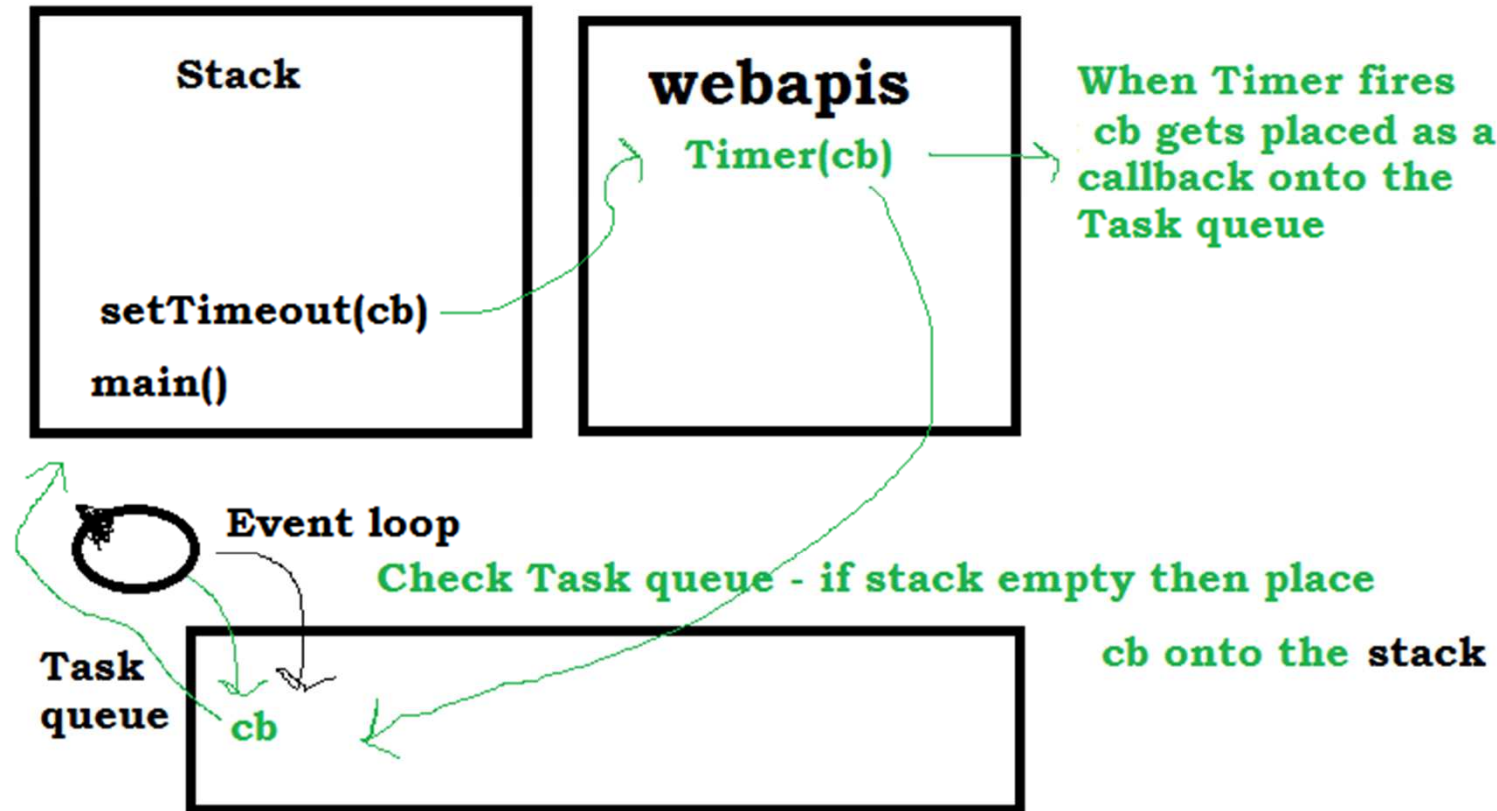 Stack
setTimeout(cb)
main()
webapis
Timer(cb)
When Timer fires
cb gets placed as a
callback onto the
Task queue
Event loop
Check Task queue - if stack empty then place
cb onto the stack
Task
queue
cb